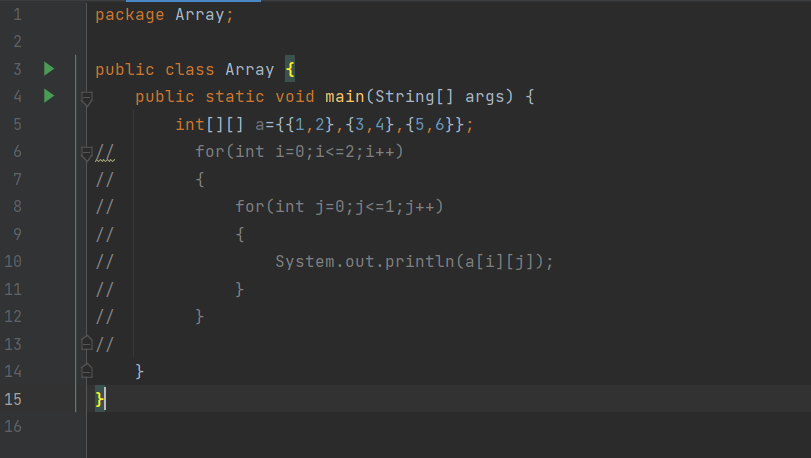 1 package Array;
2
3 public class Array {
4 public static void main(String[] args) {
5 int[][] a={{1,2},{3,4},{5,6}};
6 // for(int i=0;i<=2;i++)
7 // {
8 // for(int j=0;j<=1;j++)
9 // {
10 // System.out.println(a[i][j]);
11 // }
12 // }
13 //
14 }
15 }
16